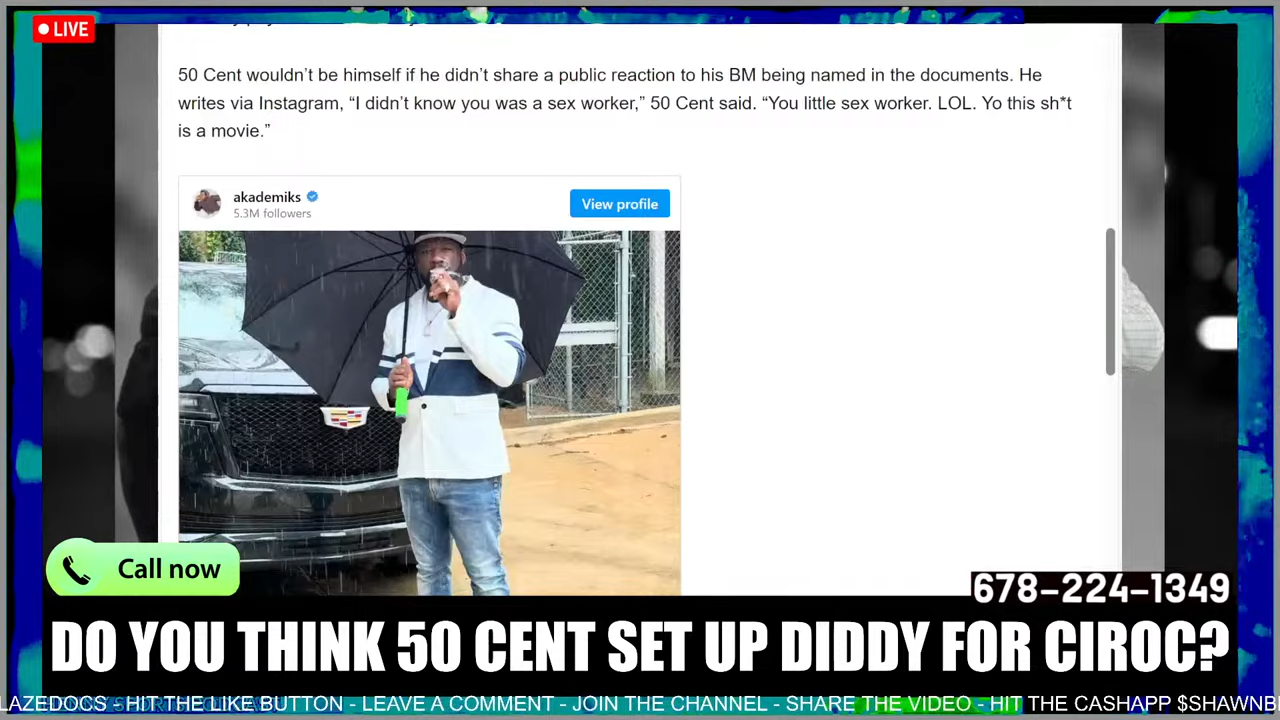 LIVE
50 Cent wouldn’t be himself if he didn’t share a public reaction to his BM being named in the documents. He
writes via Instagram, “I didn’t know you was a sex worker,” 50 Cent said. “You little sex worker. LOL. Yo this sh*t
is a movie.”
akademiks
5.3M followers
View profile
Call now
678-224-1349
DO YOU THINK 50 CENT SET UP DIDDY FOR CIROC?
LAZEDOGS - HIT THE LIKE BUTTON - LEAVE A COMMENT - JOIN THE CHANNEL - SHARE THE VIDEO - HIT THE CASHAPP $SHAWNB